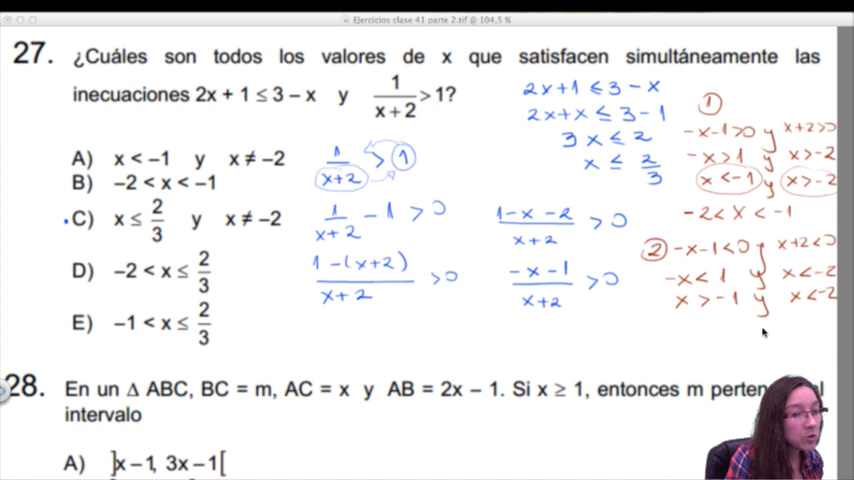 Ejercicios clase 41 parte 2.tif @ 104,5 %
27. ¿Cuáles son todos los valores de x que satisfacen simultáneamente las
inecuaciones 2x + 1 ≤ 3 – x y 1/(x+2) > 1?
A) x < –1 y x ≠ –2
B) –2 < x < –1
C) x ≤ 2/3 y x ≠ –2
D) –2 < x ≤ 2/3
E) –1 < x ≤ 2/3
1/(x+2) > 1
1/(x+2) – 1 > 0
(1 – (x+2))/(x+2) > 0
(1 – x – 2)/(x+2) > 0
(–x – 1)/(x+2) > 0
2x+1 ≤ 3 – x
2x + x ≤ 3 – 1
3x ≤ 2
x ≤ 2/3
1
–x–1>0 y x+2>0
–x>1 y x>–2
x<–1 y x>–2
–2 < x < –1
2 –x–1<0 y x+2<0
–x<1 y x<–2
x>–1 y x<–2
y
28. En un Δ ABC, BC = m, AC = x y AB = 2x – 1. Si x ≥ 1, entonces m
intervalo
A) ]x – 1, 3x – 1[